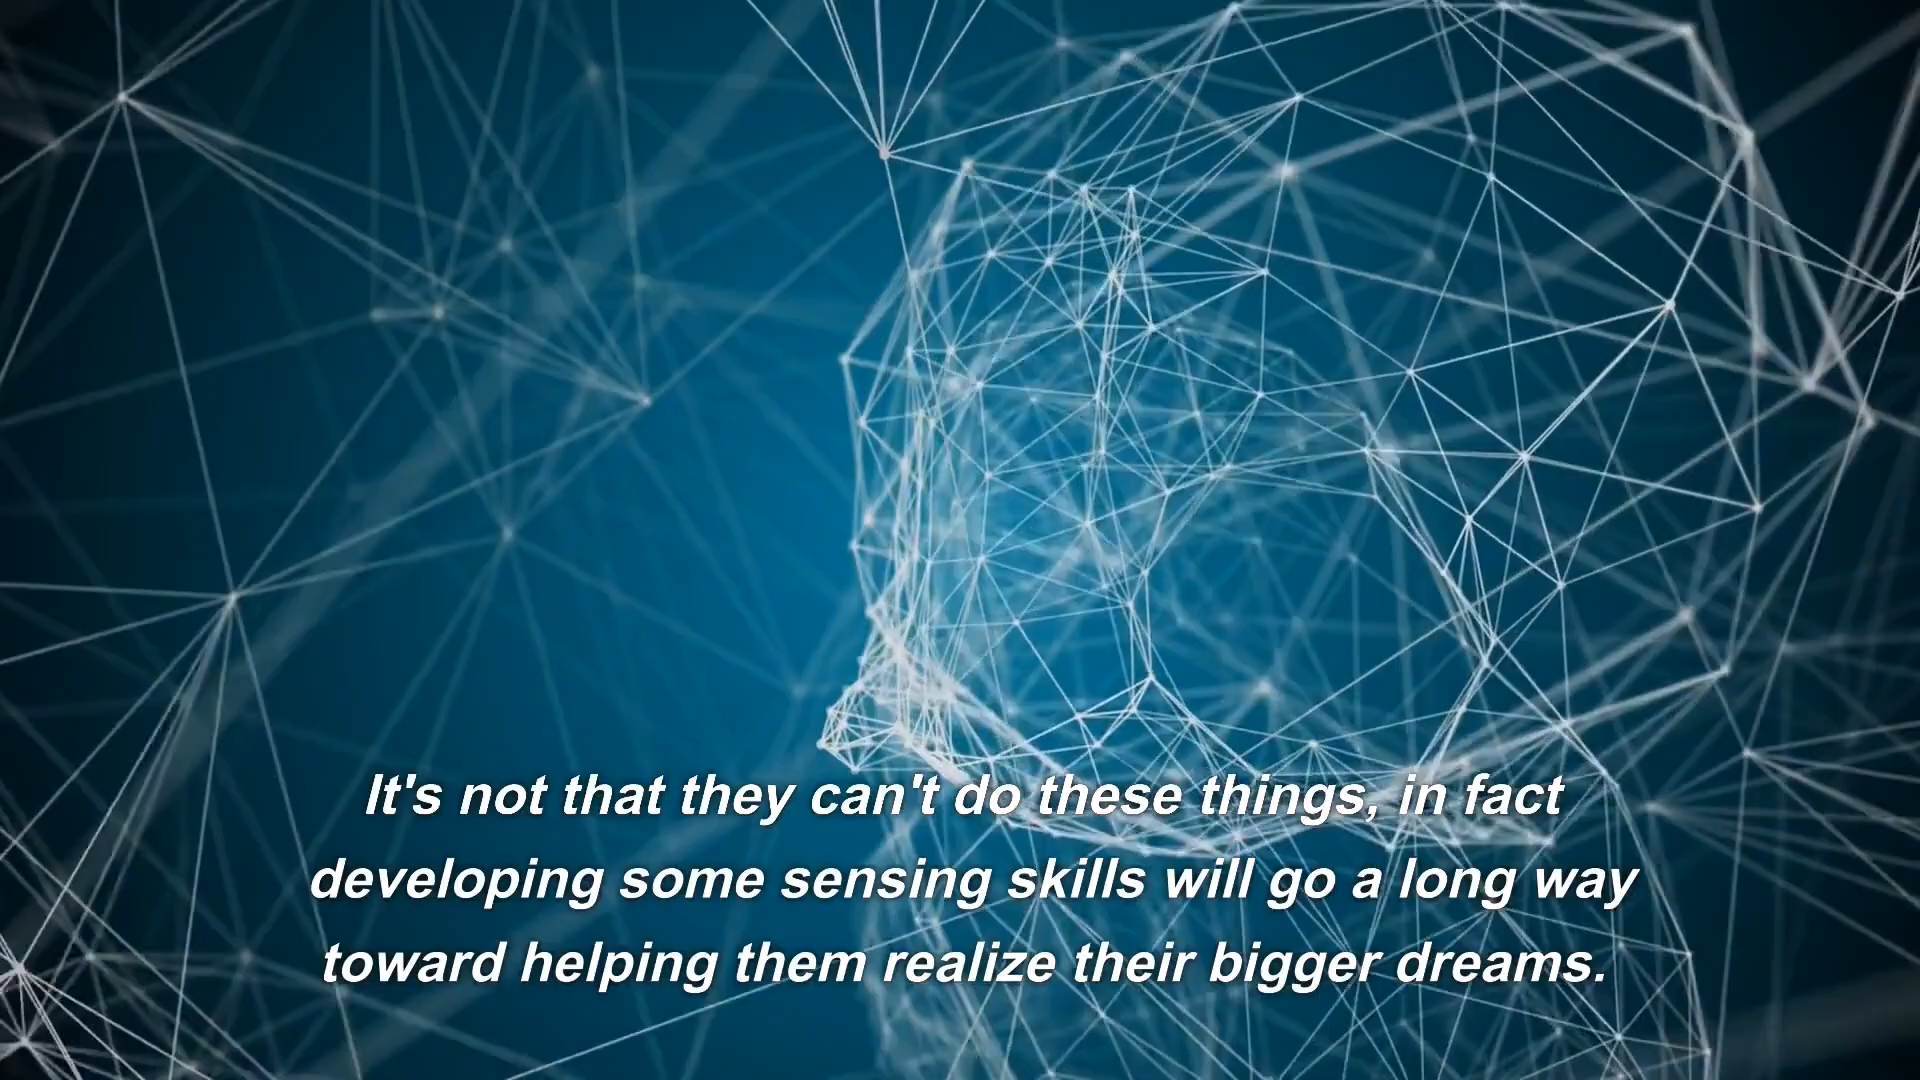 It's not that they can't do these things, in fact
developing some sensing skills will go a long way
toward helping them realize their bigger dreams.